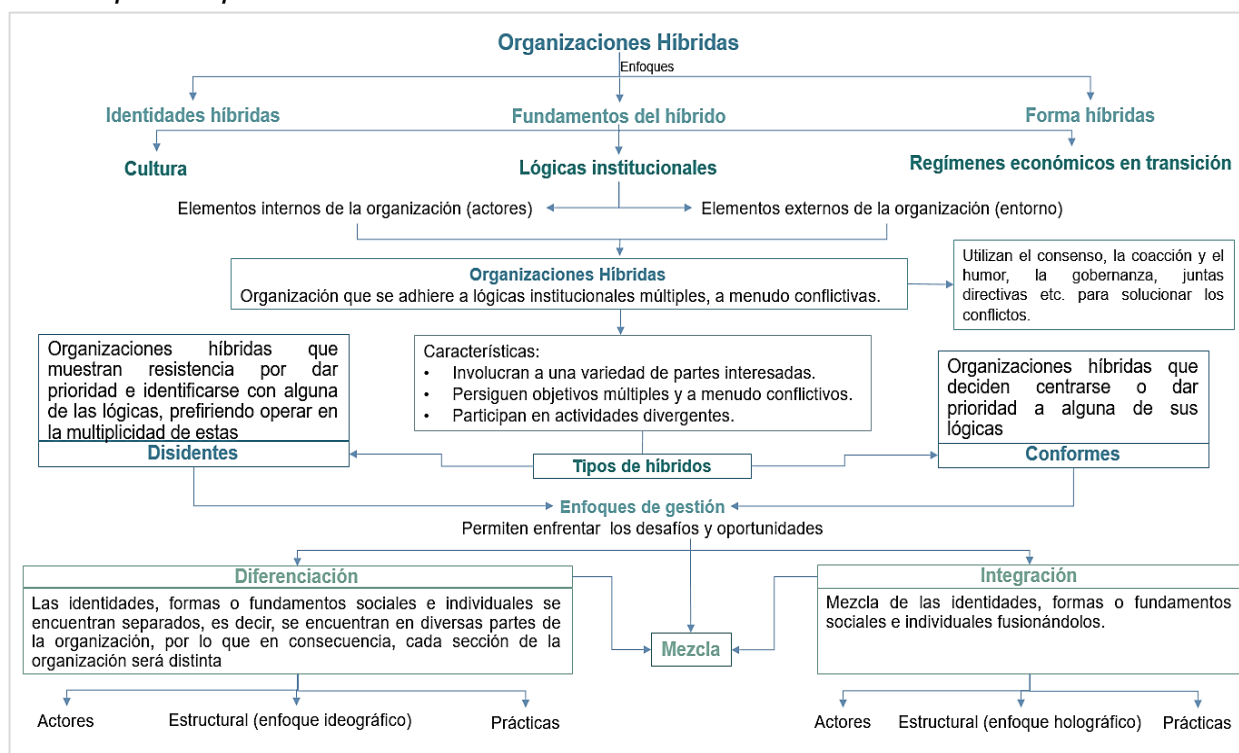 Organizaciones Híbridas
Enfoques
Identidades híbridas
Fundamentos del híbrido
Forma híbridas
Cultura
Lógicas institucionales
Regímenes económicos en transición
Elementos internos de la organización (actores)
Elementos externos de la organización (entorno)
Organizaciones Híbridas
Organización que se adhiere a lógicas institucionales múltiples, a menudo conflictivas.
Utilizan el consenso, la coacción y el
humor, la gobernanza, juntas
directivas etc. para solucionar los
conflictos.
Organizaciones híbridas que
muestran resistencia por dar
prioridad e identificarse con alguna
de las lógicas, prefiriendo operar en
la multiplicidad de estas
Disidentes
Características:
• Involucran a una variedad de partes interesadas.
• Persiguen objetivos múltiples y a menudo conflictivos.
• Participan en actividades divergentes.
Organizaciones híbridas que
deciden centrarse o dar
prioridad a alguna de sus
lógicas
Conformes
Tipos de híbridos
Enfoques de gestión
Permiten enfrentar los desafíos y oportunidades
Diferenciación
Las identidades, formas o fundamentos sociales e individuales se
encuentran separados, es decir, se encuentran en diversas partes de
la organización, por lo que en consecuencia, cada sección de la
organización será distinta
Mezcla
Integración
Mezcla de las identidades, formas o fundamentos
sociales e individuales fusionándolos.
Actores
Estructural (enfoque ideográfico)
Prácticas
Actores
Estructural (enfoque holográfico)
Prácticas